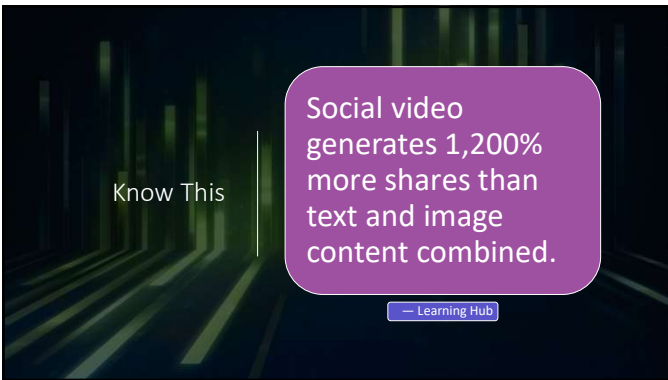 Know This
Social video
generates 1,200%
more shares than
text and image
content combined.
— Learning Hub